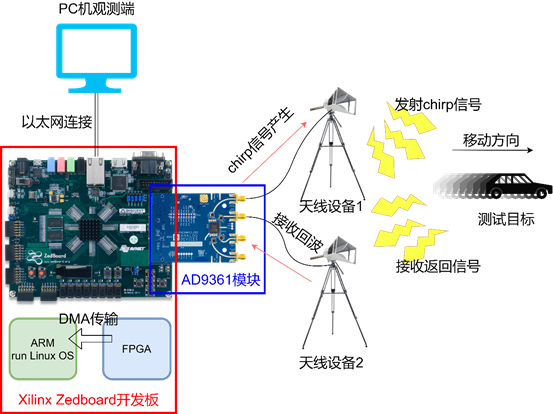 PC机观测端
以太网连接
chirp信号产生
发射chirp信号
移动方向
天线设备1
测试目标
接收回波
ZedBoard
AVNET
AD9361模块
接收返回信号
DMA传输
ARM
run Linux OS
FPGA
天线设备2
Xilinx Zedboard开发板